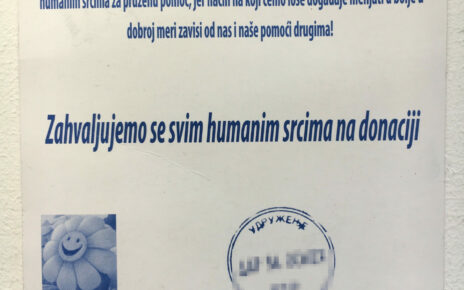 humanim srcima za pruženu pomoć, jer način na koji ćemo loše događaje menjati u bolje u
dobroj meri zavisi od nas i naše pomoći drugima!
Zahvaljujemo se svim humanim srcima na donaciji
УДРУЖЕЊЕ